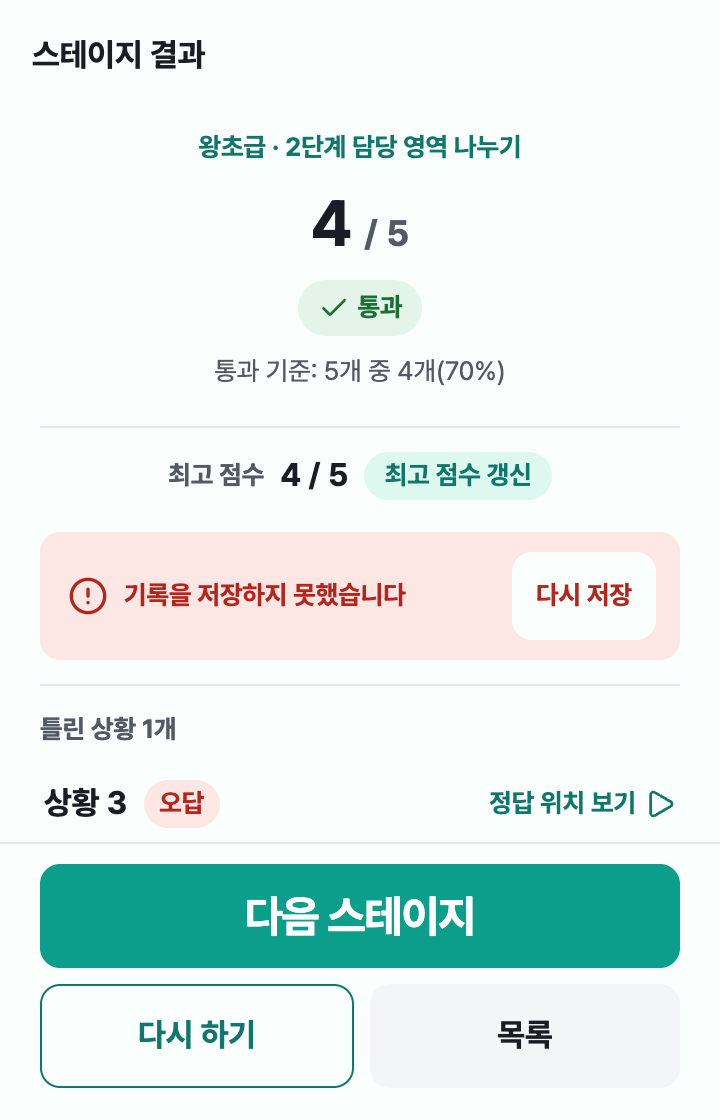 스테이지 결과
왕초급 · 2단계 담당 영역 나누기
4 / 5
통과
통과 기준: 5개 중 4개(70%)
최고 점수 4 / 5 최고 점수 갱신
기록을 저장하지 못했습니다 다시 저장
틀린 상황 1개
상황 3 오답 정답 위치 보기
다음 스테이지
다시 하기 목록